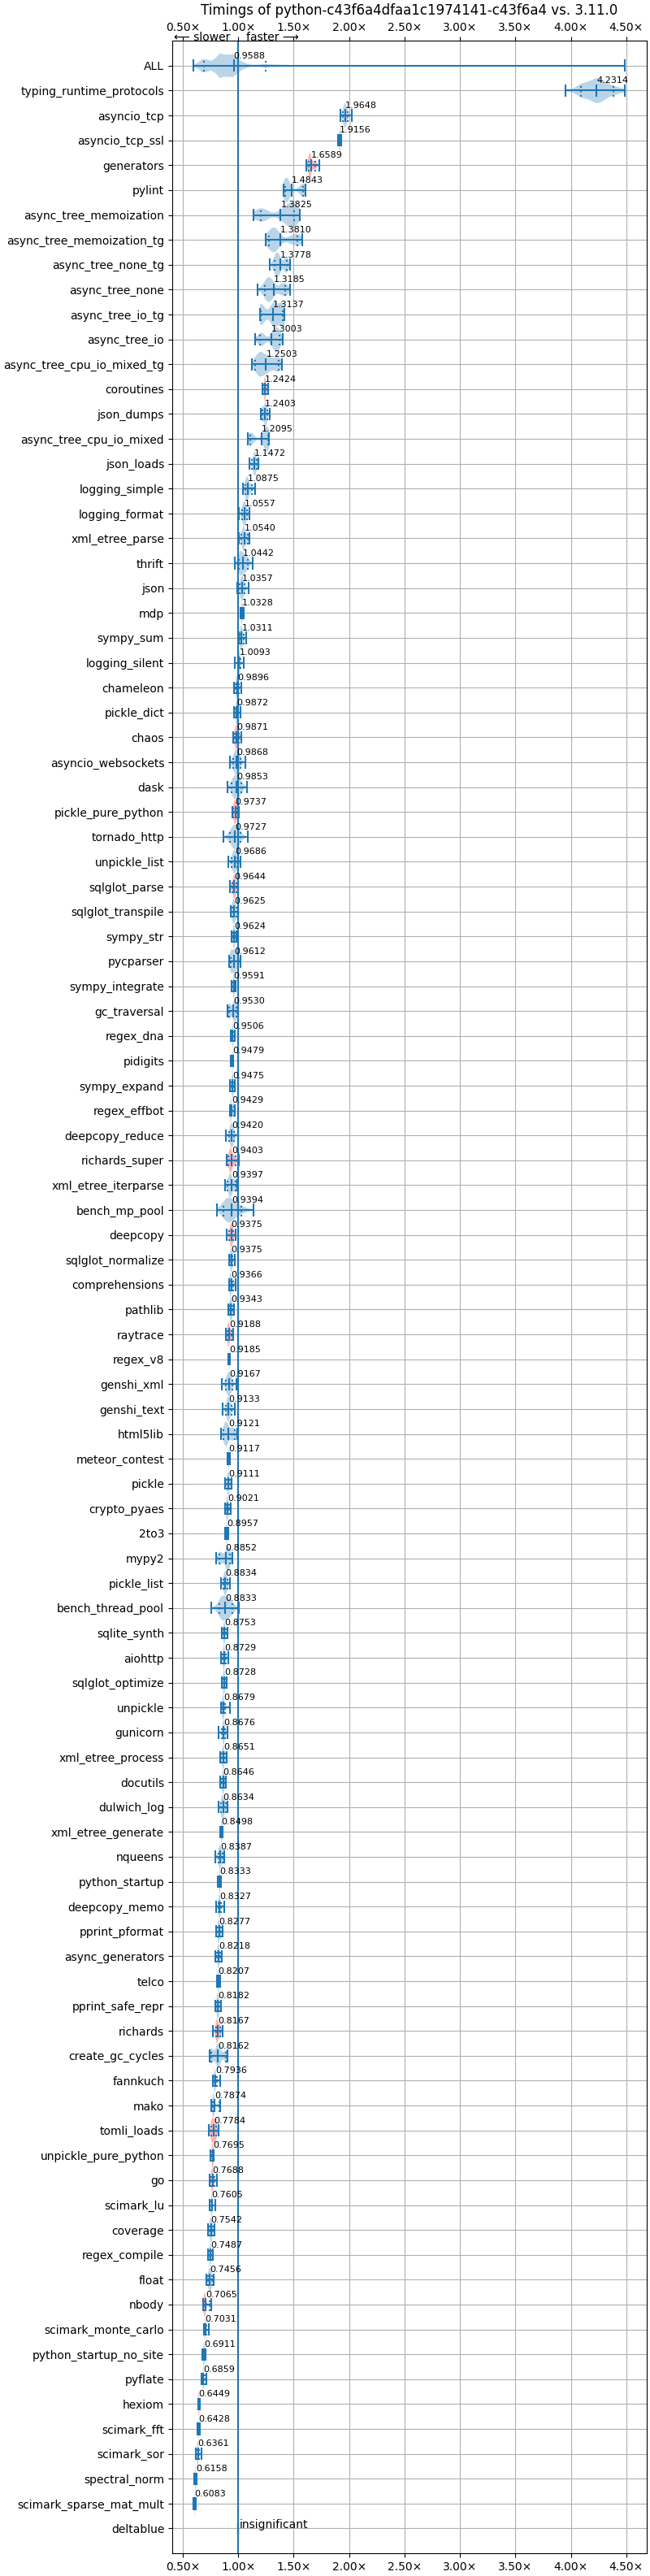 Timings of python-c43f6a4dfaa1c1974141-c43f6a4 vs. 3.11.0
0.50× 1.00× 1.50× 2.00× 2.50× 3.00× 3.50× 4.00× 4.50×
⟵ slower faster ⟶
ALL 0.9588
typing_runtime_protocols 4.2314
asyncio_tcp 1.9648
asyncio_tcp_ssl 1.9156
generators 1.6589
pylint 1.4843
async_tree_memoization 1.3825
async_tree_memoization_tg 1.3810
async_tree_none_tg 1.3778
async_tree_none 1.3185
async_tree_io_tg 1.3137
async_tree_io 1.3003
async_tree_cpu_io_mixed_tg 1.2503
coroutines 1.2424
json_dumps 1.2403
async_tree_cpu_io_mixed 1.2095
json_loads 1.1472
logging_simple 1.0875
logging_format 1.0557
xml_etree_parse 1.0540
thrift 1.0442
json 1.0357
mdp 1.0328
sympy_sum 1.0311
logging_silent 1.0093
chameleon 0.9896
pickle_dict 0.9872
chaos 0.9871
asyncio_websockets 0.9868
dask 0.9853
pickle_pure_python 0.9737
tornado_http 0.9727
unpickle_list 0.9686
sqlglot_parse 0.9644
sqlglot_transpile 0.9625
sympy_str 0.9624
pycparser 0.9612
sympy_integrate 0.9591
gc_traversal 0.9530
regex_dna 0.9506
pidigits 0.9479
sympy_expand 0.9475
regex_effbot 0.9429
deepcopy_reduce 0.9420
richards_super 0.9403
xml_etree_iterparse 0.9397
bench_mp_pool 0.9394
deepcopy 0.9375
sqlglot_normalize 0.9375
comprehensions 0.9366
pathlib 0.9343
raytrace 0.9188
regex_v8 0.9185
genshi_xml 0.9167
genshi_text 0.9133
html5lib 0.9121
meteor_contest 0.9117
pickle 0.9111
crypto_pyaes 0.9021
2to3 0.8957
mypy2 0.8852
pickle_list 0.8834
bench_thread_pool 0.8833
sqlite_synth 0.8753
aiohttp 0.8729
sqlglot_optimize 0.8728
unpickle 0.8679
gunicorn 0.8676
xml_etree_process 0.8651
docutils 0.8646
dulwich_log 0.8634
xml_etree_generate 0.8498
nqueens 0.8387
python_startup 0.8333
deepcopy_memo 0.8327
pprint_pformat 0.8277
async_generators 0.8218
telco 0.8207
pprint_safe_repr 0.8182
richards 0.8167
create_gc_cycles 0.8162
fannkuch 0.7936
mako 0.7874
tomli_loads 0.7784
unpickle_pure_python 0.7695
go 0.7688
scimark_lu 0.7605
coverage 0.7542
regex_compile 0.7487
float 0.7456
nbody 0.7065
scimark_monte_carlo 0.7031
python_startup_no_site 0.6911
pyflate 0.6859
hexiom 0.6449
scimark_fft 0.6428
scimark_sor 0.6361
spectral_norm 0.6158
scimark_sparse_mat_mult 0.6083
deltablue insignificant
0.50× 1.00× 1.50× 2.00× 2.50× 3.00× 3.50× 4.00× 4.50×